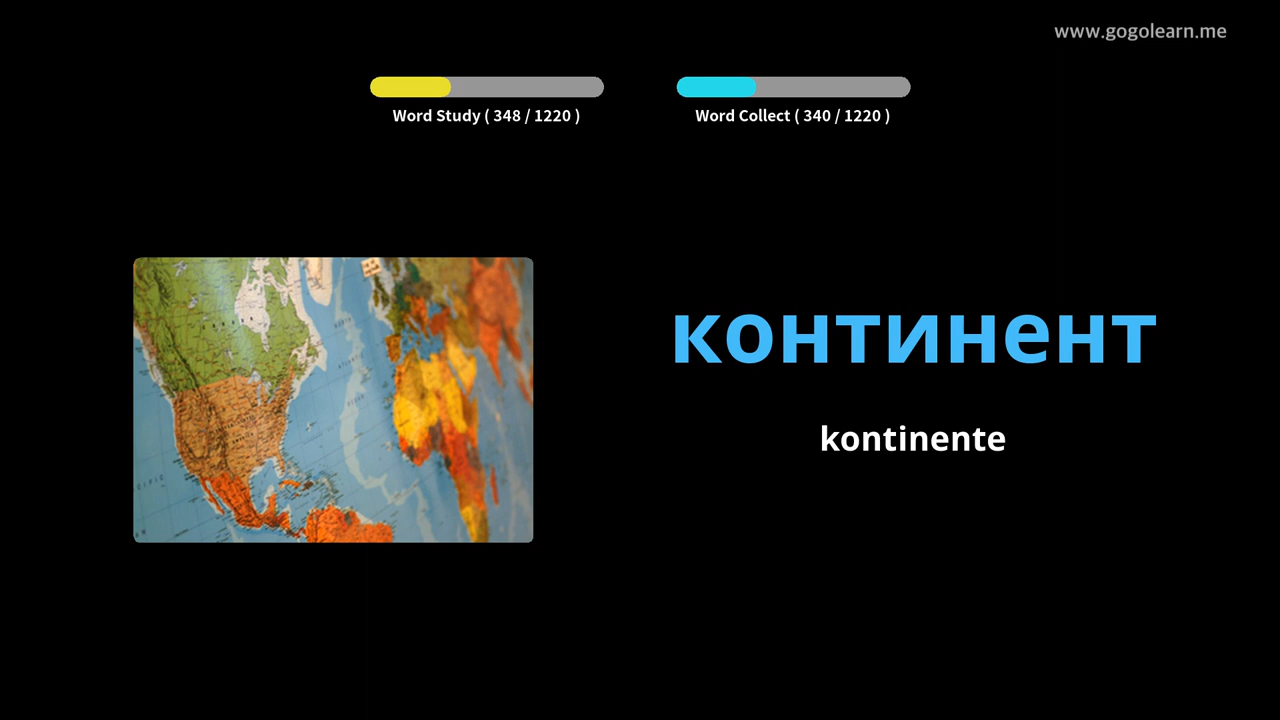 www.gogolearn.me
Word Study ( 348 / 1220 )
Word Collect ( 340 / 1220 )
континент
kontinente